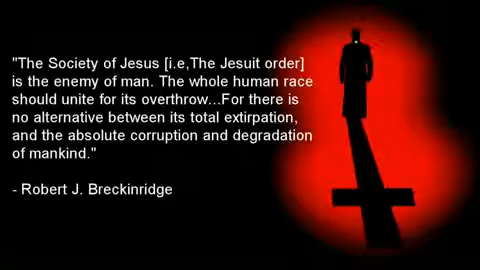 "The Society of Jesus [i.e,The Jesuit order]
is the enemy of man. The whole human race
should unite for its overthrow...For there is
no alternative between its total extirpation,
and the absolute corruption and degradation
of mankind."
- Robert J. Breckinridge